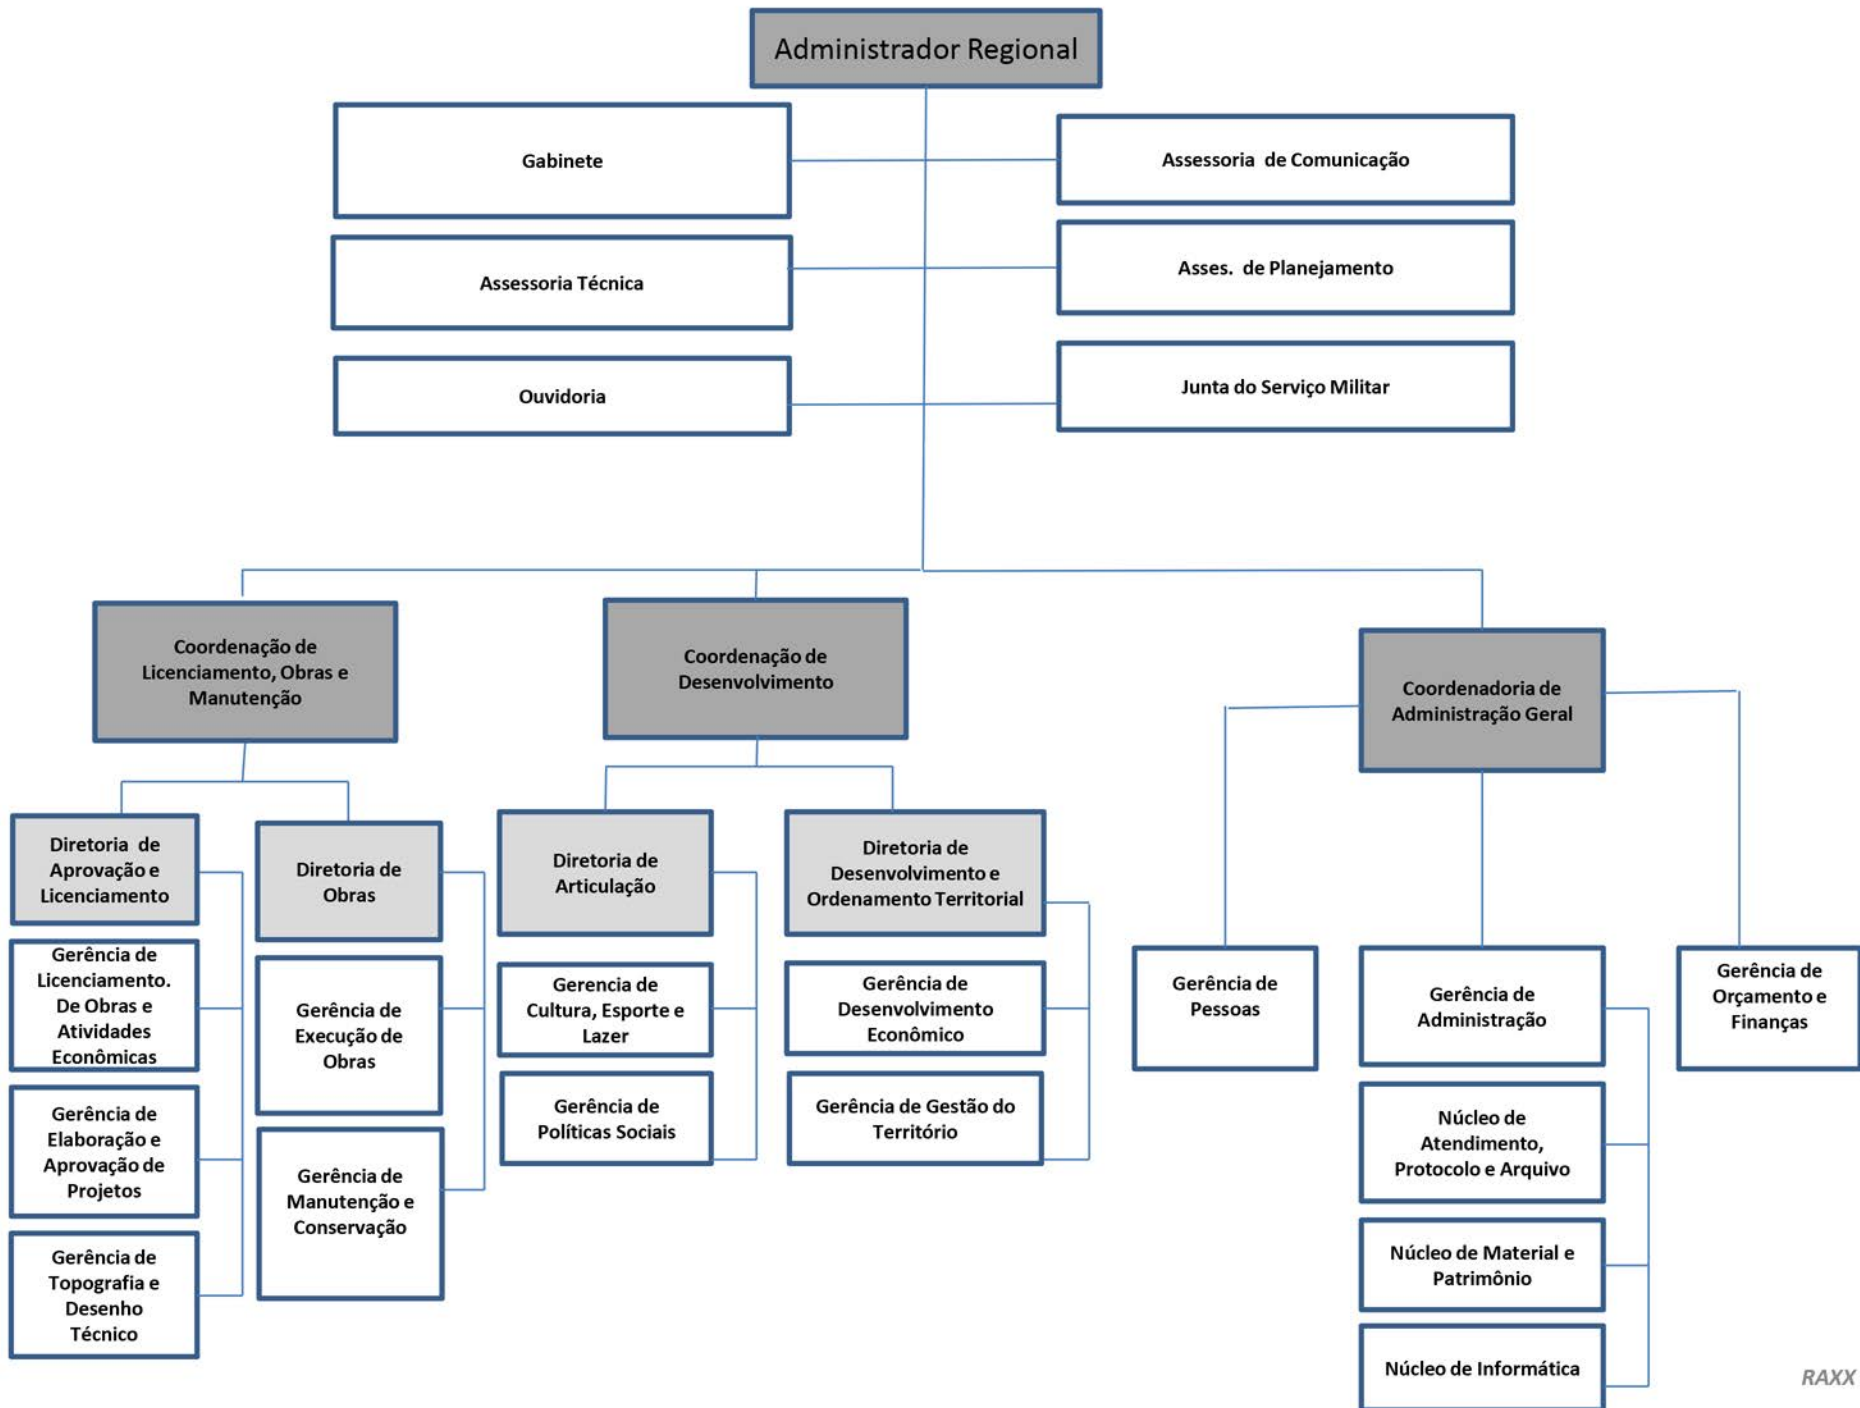 Administrador Regional
Gabinete
Assessoria de Comunicação
Assessoria Técnica
Asses. de Planejamento
Ouvidoria
Junta do Serviço Militar
Coordenação de
Licenciamento, Obras e
Manutenção
Coordenação de
Desenvolvimento
Coordenadoria de
Administração Geral
Diretoria de
Aprovação e
Licenciamento
Diretoria de
Obras
Diretoria de
Articulação
Diretoria de
Desenvolvimento e
Ordenamento Territorial
Gerência de
Licenciamento.
De Obras e
Atividades
Econômicas
Gerência de
Execução de
Obras
Gerencia de
Cultura, Esporte e
Lazer
Gerência de
Desenvolvimento
Econômico
Gerência de
Pessoas
Gerência de
Administração
Gerência de
Orçamento e
Finanças
Gerência de
Elaboração e
Aprovação de
Projetos
Gerência de
Manutenção e
Conservação
Gerência de
Políticas Sociais
Gerência de Gestão do
Território
Núcleo de
Atendimento,
Protocolo e Arquivo
Gerência de
Topografia e
Desenho
Técnico
Núcleo de Material e
Patrimônio
Núcleo de Informática
RAXX